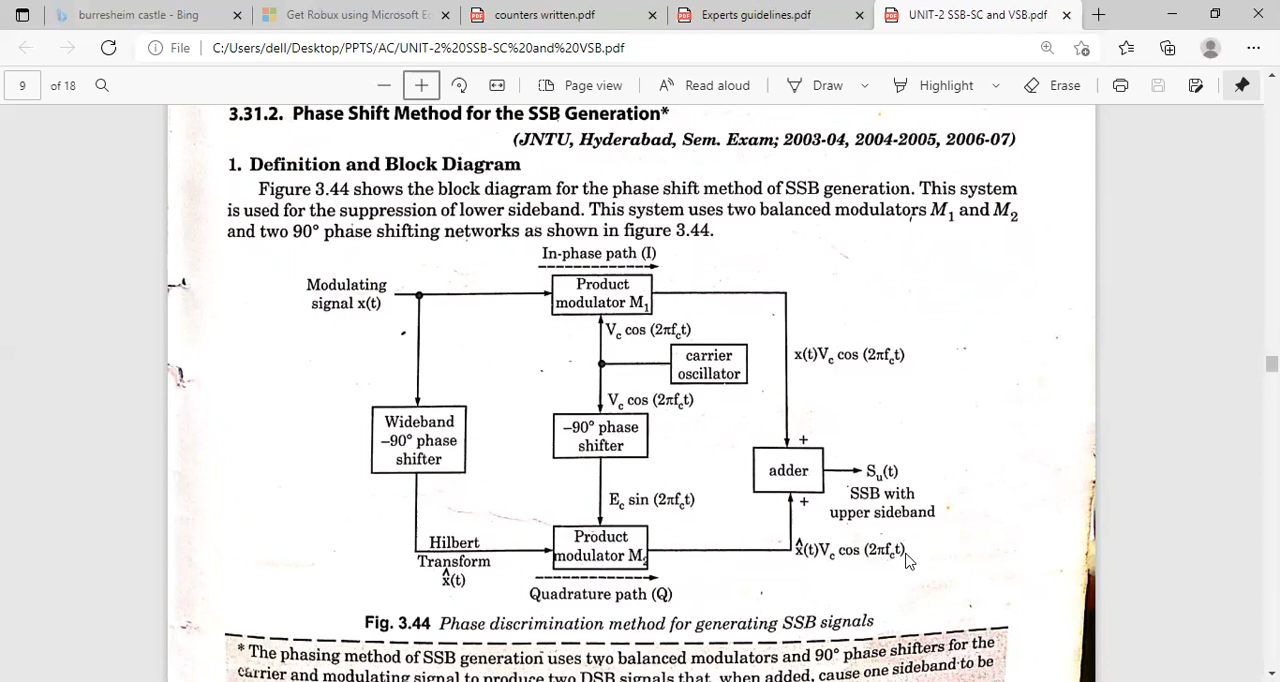 burresheim castle - Bing
Get Robux using Microsoft E
counters written.pdf
Experts guidelines.pdf
UNIT-2 SSB-SC and VSB.pdf
File
C:/Users/dell/Desktop/PPTS/AC/UNIT-2%20SSB-SC%20and%20VSB.pdf
9 of 18
Page view
Read aloud
Draw
Highlight
Erase
3.31.2. Phase Shift Method for the SSB Generation*
(JNTU, Hyderabad, Sem. Exam; 2003-04, 2004-2005, 2006-07)
1. Definition and Block Diagram
Figure 3.44 shows the block diagram for the phase shift method of SSB generation. This system
is used for the suppression of lower sideband. This system uses two balanced modulators M₁ and M₂
and two 90° phase shifting networks as shown in figure 3.44.
In-phase path (I)
Modulating
signal x(t)
Product
modulator M₁
V꜀ cos (2πf꜀t)
carrier
oscillator
x(t)V꜀ cos (2πf꜀t)
V꜀ cos (2πf꜀t)
Wideband
–90° phase
shifter
–90° phase
shifter
+
adder
Sᵤ(t)
SSB with
upper sideband
+
E꜀ sin (2πf꜀t)
Hilbert
Transform
x̂(t)
Product
modulator M₂
x̂(t)V꜀ cos (2πf꜀t)
Quadrature path (Q)
Fig. 3.44 Phase discrimination method for generating SSB signals
* The phasing method of SSB generation uses two balanced modulators and 90° phase shifters for the
carrier and modulating signal to produce two DSB signals that, when added, cause one sideband to be